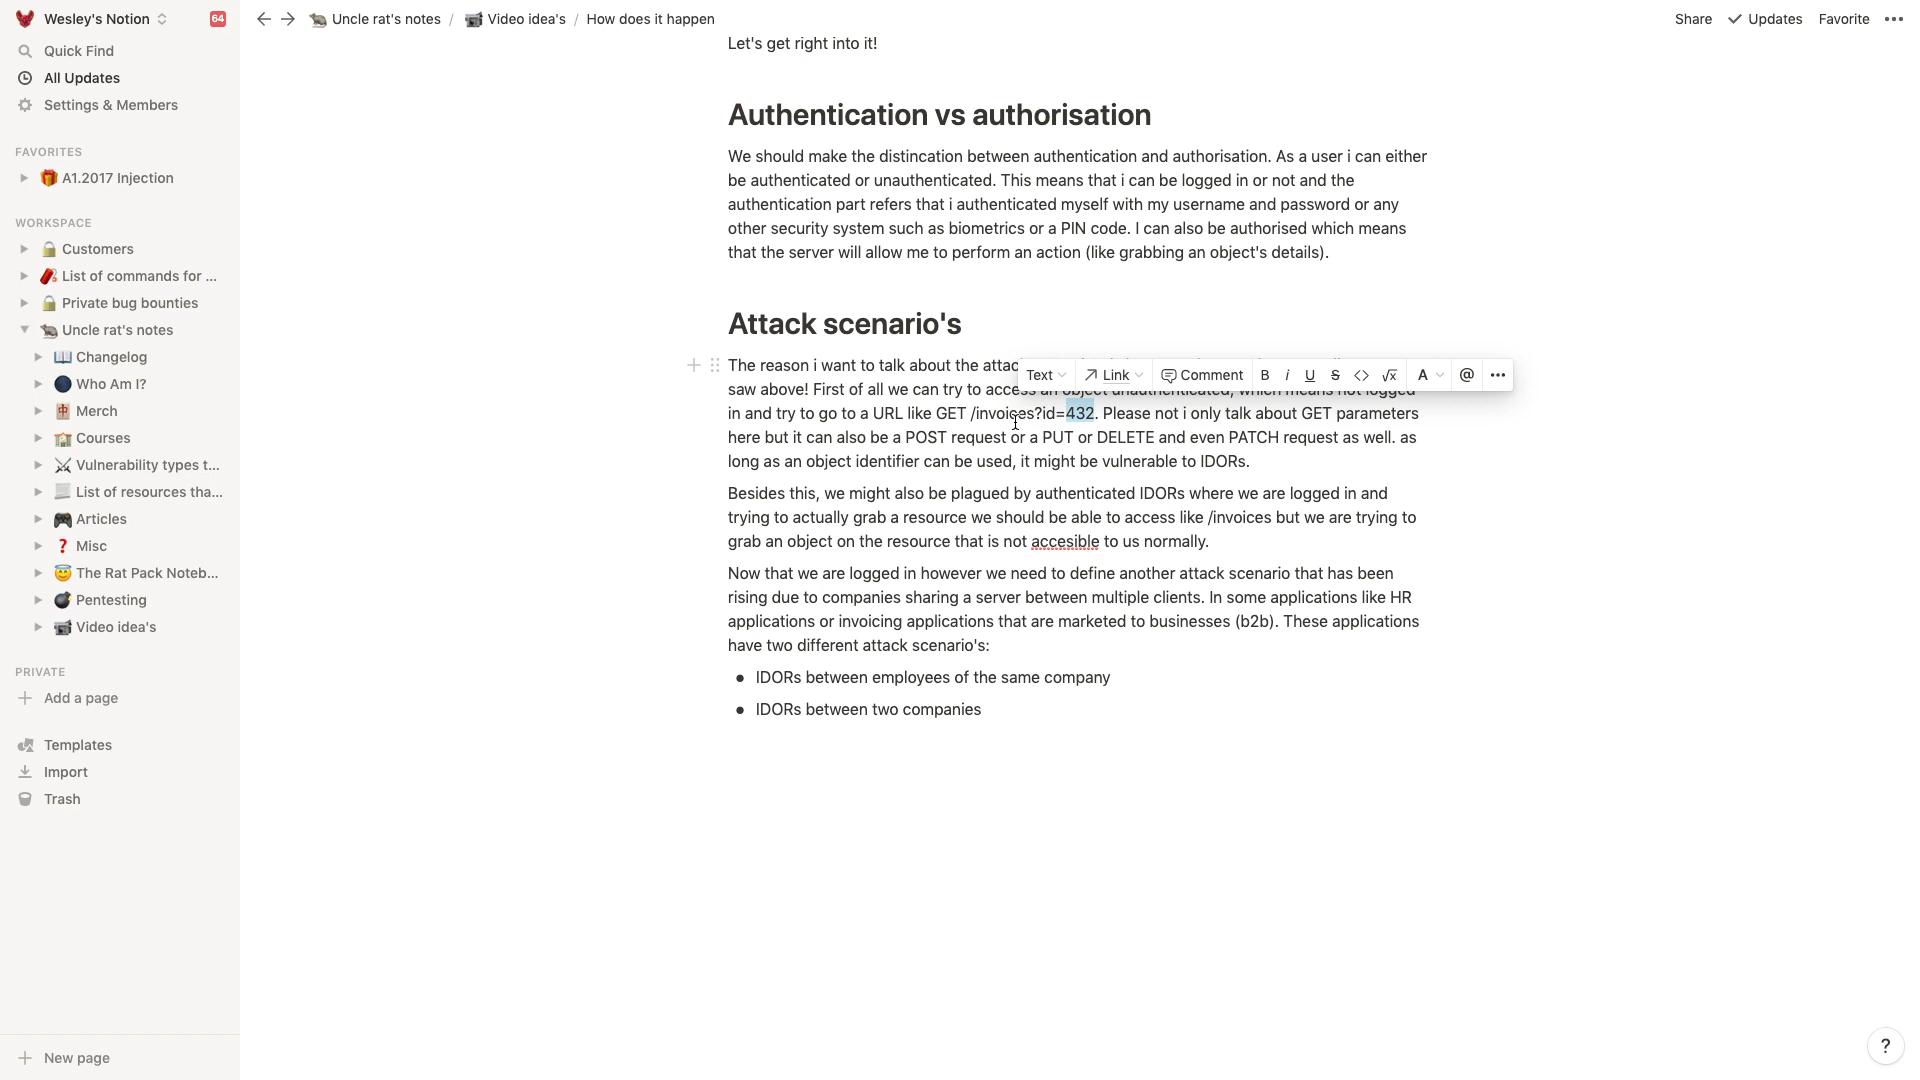 Wesley's Notion
64
Quick Find
All Updates
Settings & Members
FAVORITES
A1.2017 Injection
WORKSPACE
Customers
List of commands for ...
Private bug bounties
Uncle rat's notes
Changelog
Who Am I?
Merch
Courses
Vulnerability types t...
List of resources tha...
Articles
Misc
The Rat Pack Noteb...
Pentesting
Video idea's
PRIVATE
Add a page
Templates
Import
Trash
New page
Uncle rat's notes / Video idea's / How does it happen
Share Updates Favorite
Let's get right into it!
Authentication vs authorisation
We should make the distincation between authentication and authorisation. As a user i can either
be authenticated or unauthenticated. This means that i can be logged in or not and the
authentication part refers that i authenticated myself with my username and password or any
other security system such as biometrics or a PIN code. I can also be authorised which means
that the server will allow me to perform an action (like grabbing an object's details).
Attack scenario's
The reason i want to talk about the attac
Text Link Comment B i U S <> √x A @ •••
saw above! First of all we can try to access an object unauthenticated, which means not logged
in and try to go to a URL like GET /invoices?id=432. Please not i only talk about GET parameters
here but it can also be a POST request or a PUT or DELETE and even PATCH request as well. as
long as an object identifier can be used, it might be vulnerable to IDORs.
Besides this, we might also be plagued by authenticated IDORs where we are logged in and
trying to actually grab a resource we should be able to access like /invoices but we are trying to
grab an object on the resource that is not accesible to us normally.
Now that we are logged in however we need to define another attack scenario that has been
rising due to companies sharing a server between multiple clients. In some applications like HR
applications or invoicing applications that are marketed to businesses (b2b). These applications
have two different attack scenario's:
• IDORs between employees of the same company
• IDORs between two companies
?